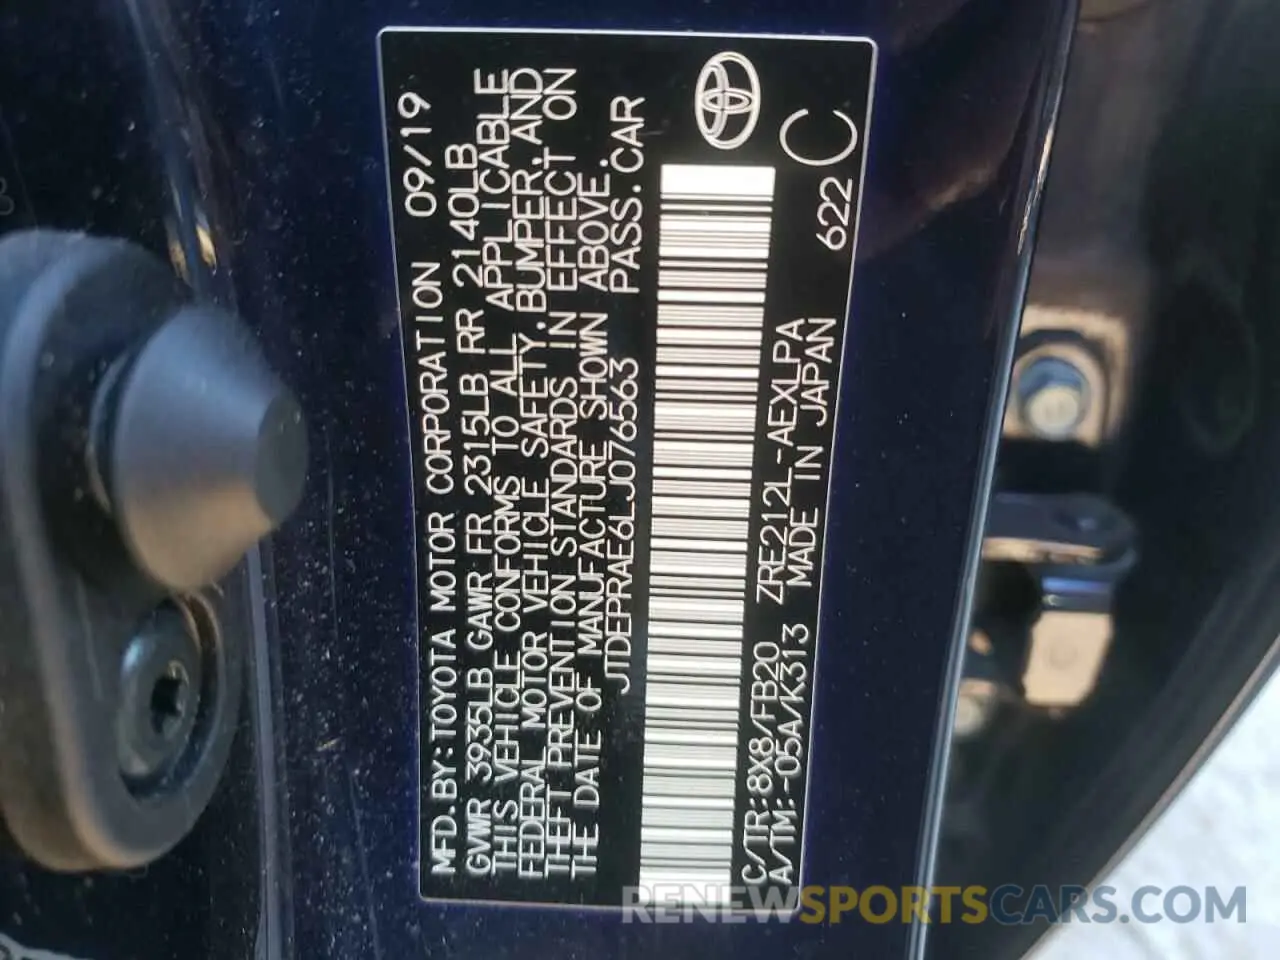 MFD. BY: TOYOTA MOTOR CORPORATION 09/19
GVWR 3935LB GAWR FR 2315LB RR 2140LB
THIS VEHICLE CONFORMS TO ALL APPLICABLE
FEDERAL MOTOR VEHICLE SAFETY, BUMPER, AND
THEFT PREVENTION STANDARDS IN EFFECT ON
THE DATE OF MANUFACTURE SHOWN ABOVE.
JTDEPRAE6LJ076563 PASS. CAR
C/TR: 8X8/FB20 ZRE212L-AEXLPA 622 C
A/TM: -05A/K313 MADE IN JAPAN
RENEWSPORTSCARS.COM